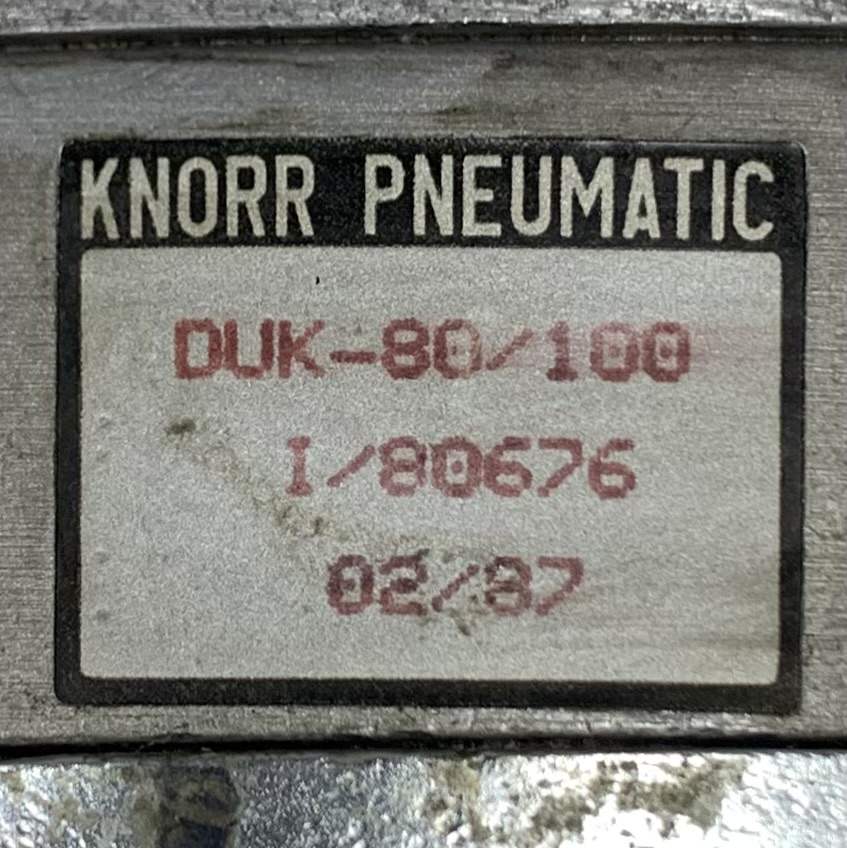 KNORR PNEUMATIC
DUK-80/100
I/80676
02/87